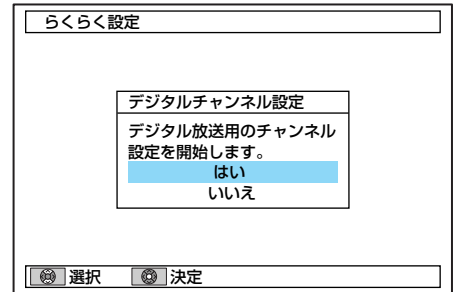 らくらく設定
デジタルチャンネル設定
デジタル放送用のチャンネル
設定を開始します。
はい
いいえ
選択 決定